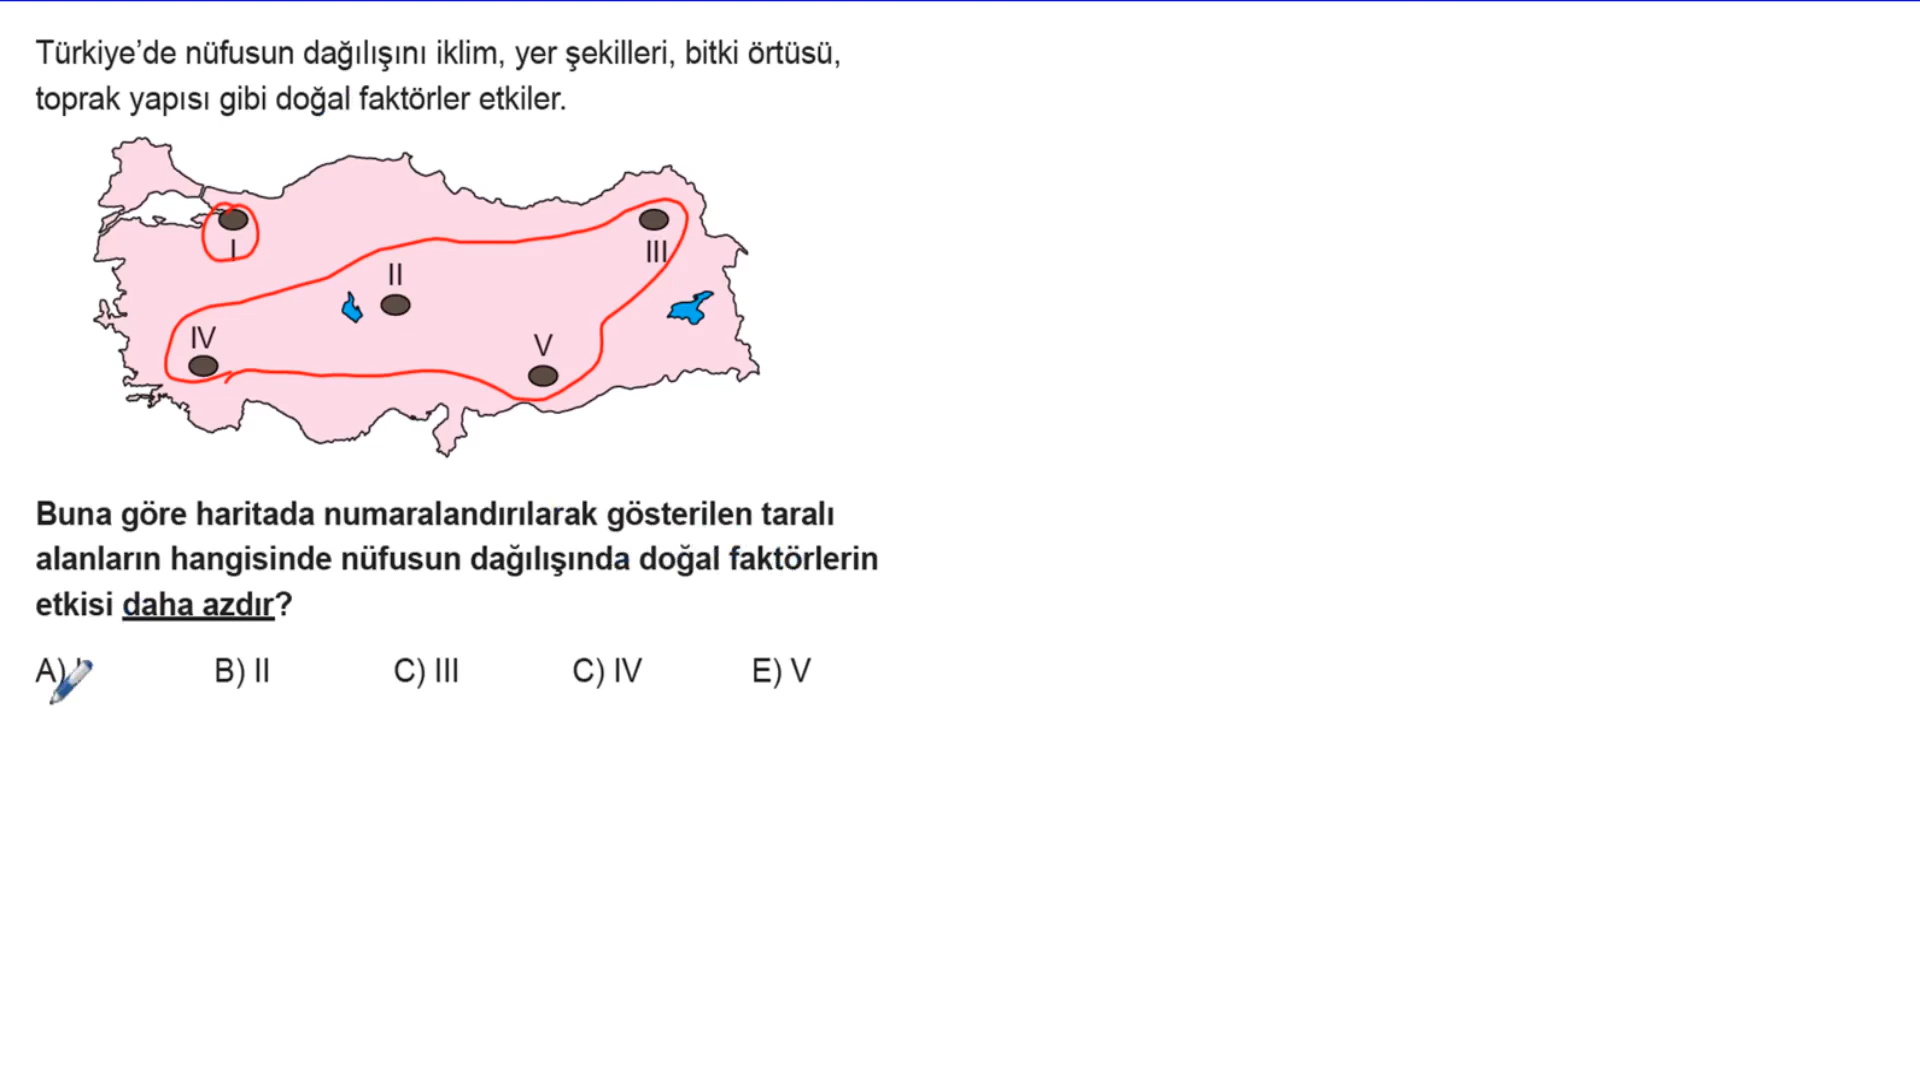 Türkiye’de nüfusun dağılışını iklim, yer şekilleri, bitki örtüsü,
toprak yapısı gibi doğal faktörler etkiler.
I
III
II
IV
V
Buna göre haritada numaralandırılarak gösterilen taralı
alanların hangisinde nüfusun dağılışında doğal faktörlerin
etkisi daha azdır?
A) B) II C) III C) IV E) V